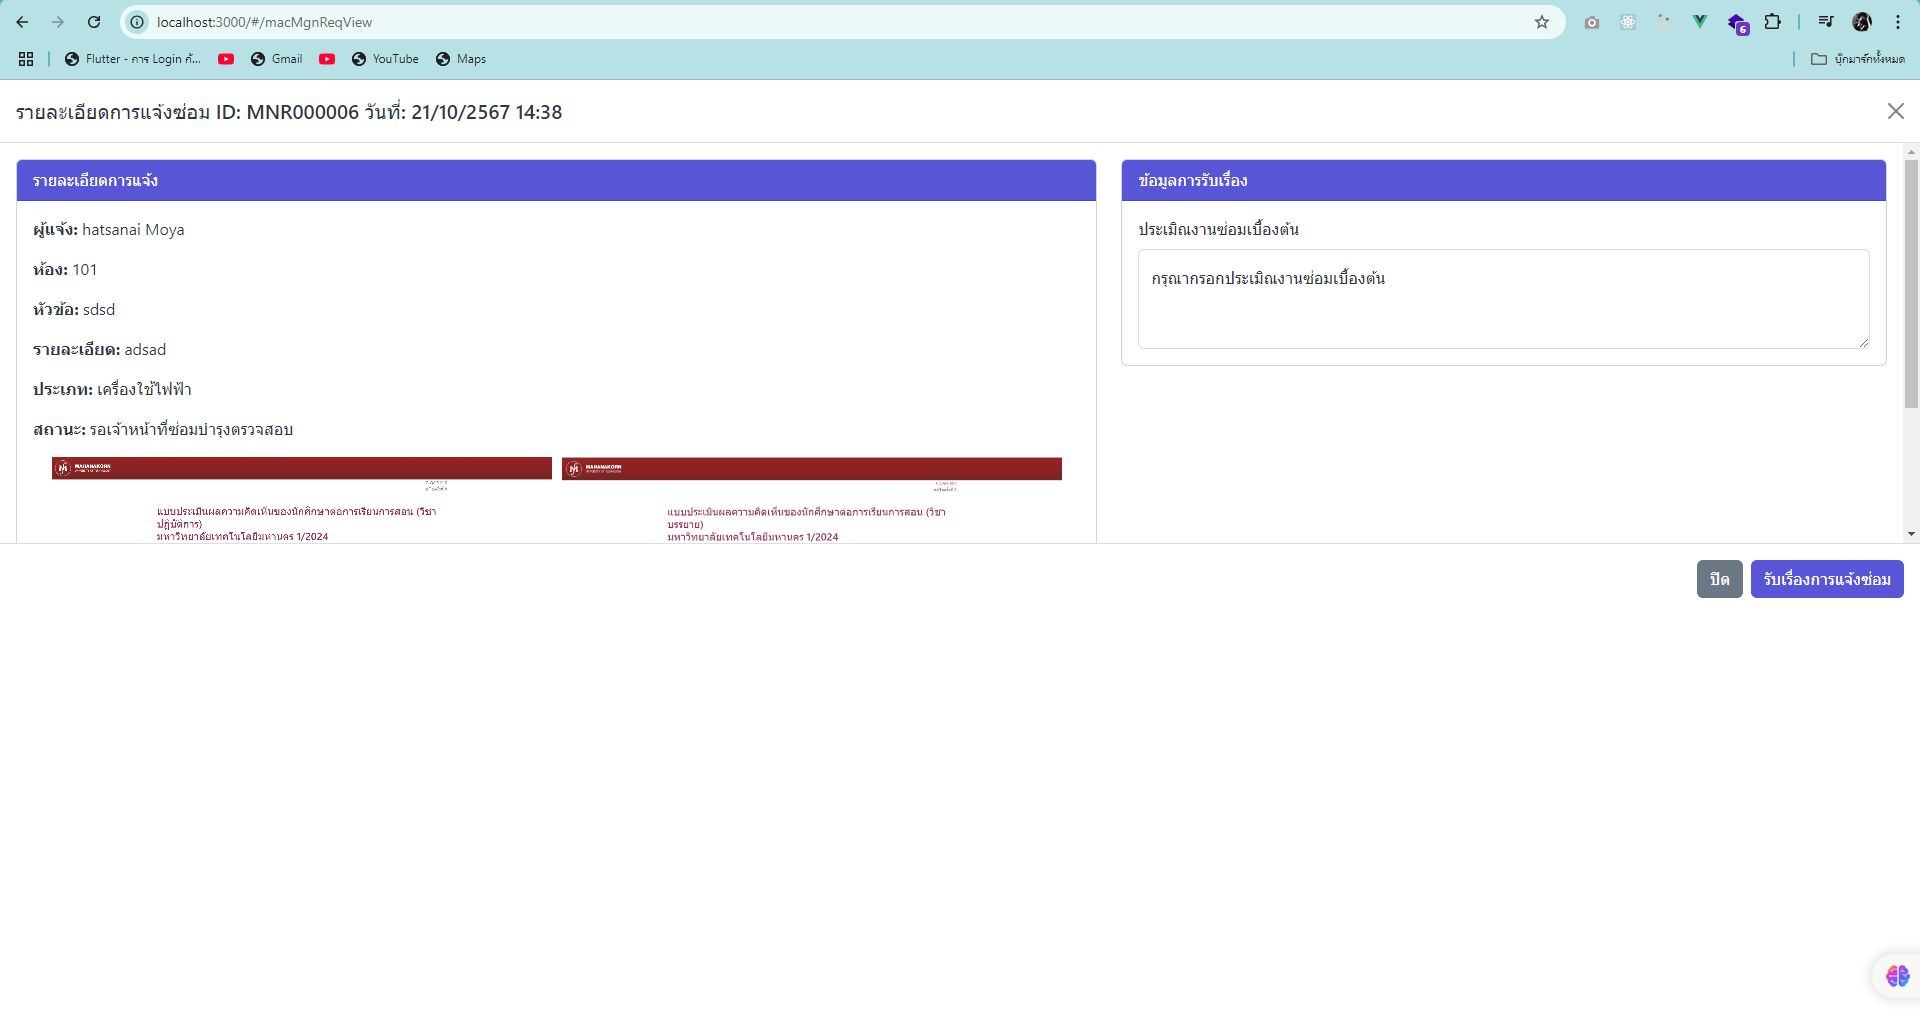 localhost:3000/#/macMgnReqView
6
Flutter - การ Login ก้...
Gmail
YouTube
Maps
บุ๊กมาร์กทั้งหมด
รายละเอียดการแจ้งซ่อม ID: MNR000006 วันที่: 21/10/2567 14:38
รายละเอียดการแจ้ง
ผู้แจ้ง: hatsanai Moya
ห้อง: 101
หัวข้อ: sdsd
รายละเอียด: adsad
ประเภท: เครื่องใช้ไฟฟ้า
สถานะ: รอเจ้าหน้าที่ซ่อมบำรุงตรวจสอบ
MAHANAKORN
แบบประเมินผลความคิดเห็นของนักศึกษาต่อการเรียนการสอน (วิชา
ปฏิบัติการ)
มหาวิทยาลัยเทคโนโลยีมหานคร 1/2024
MAHANAKORN
แบบประเมินผลความคิดเห็นของนักศึกษาต่อการเรียนการสอน (วิชา
บรรยาย)
มหาวิทยาลัยเทคโนโลยีมหานคร 1/2024
ข้อมูลการรับเรื่อง
ประเมิณงานซ่อมเบื้องต้น
กรุณากรอกประเมิณงานซ่อมเบื้องต้น
ปิด
รับเรื่องการแจ้งซ่อม